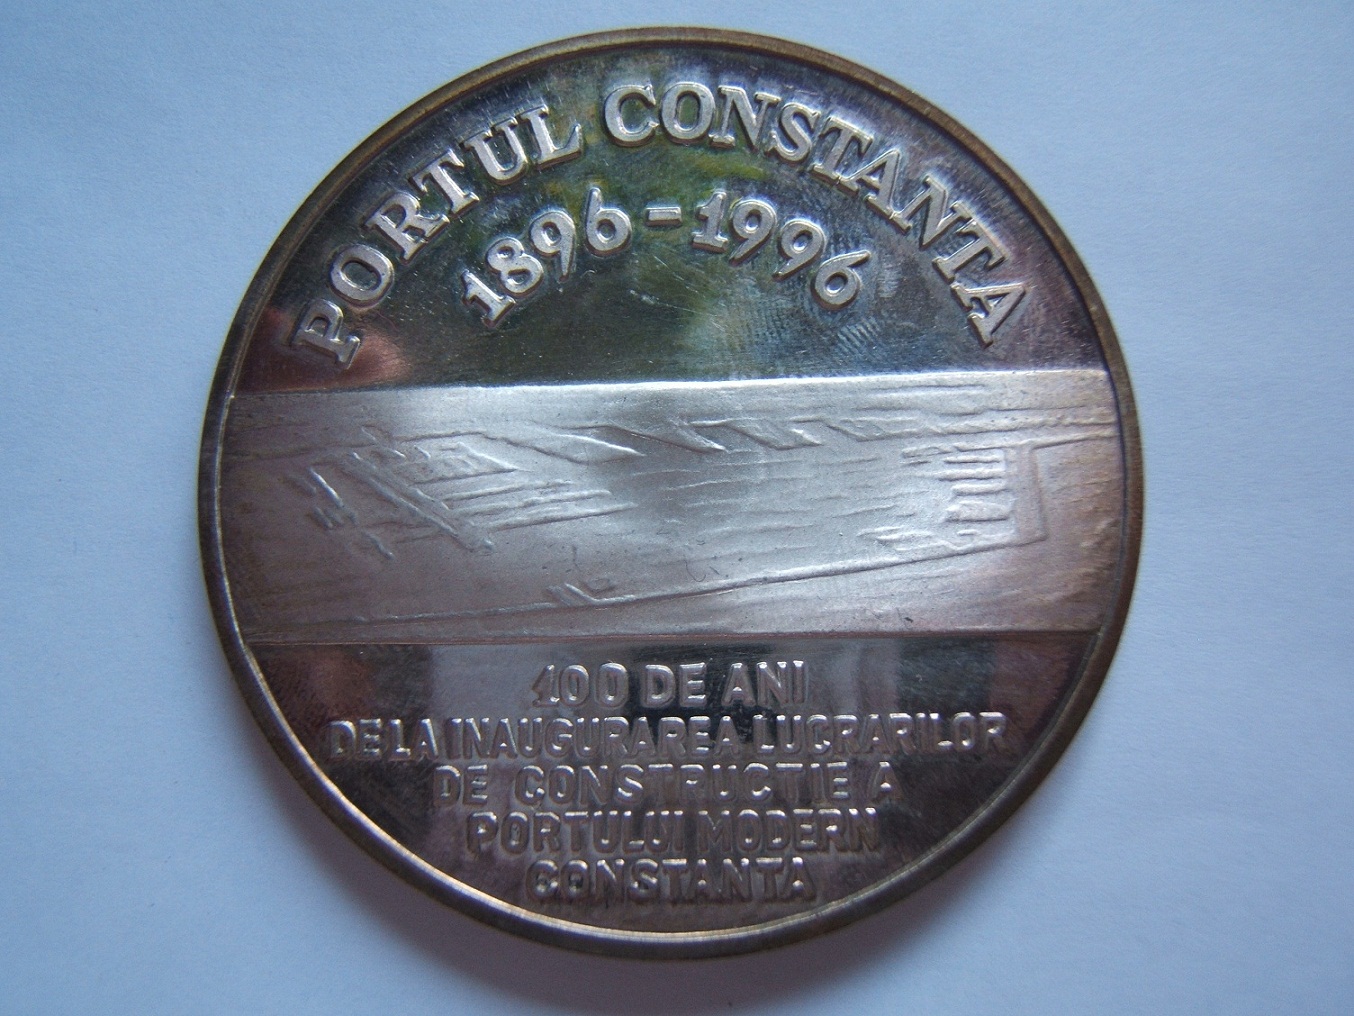 PORTUL CONSTANTA
1896-1996
100 DE ANI
DE LA INAUGURAREA LUCRARILOR
DE CONSTRUCTIE A
PORTULUI MODERN
CONSTANTA